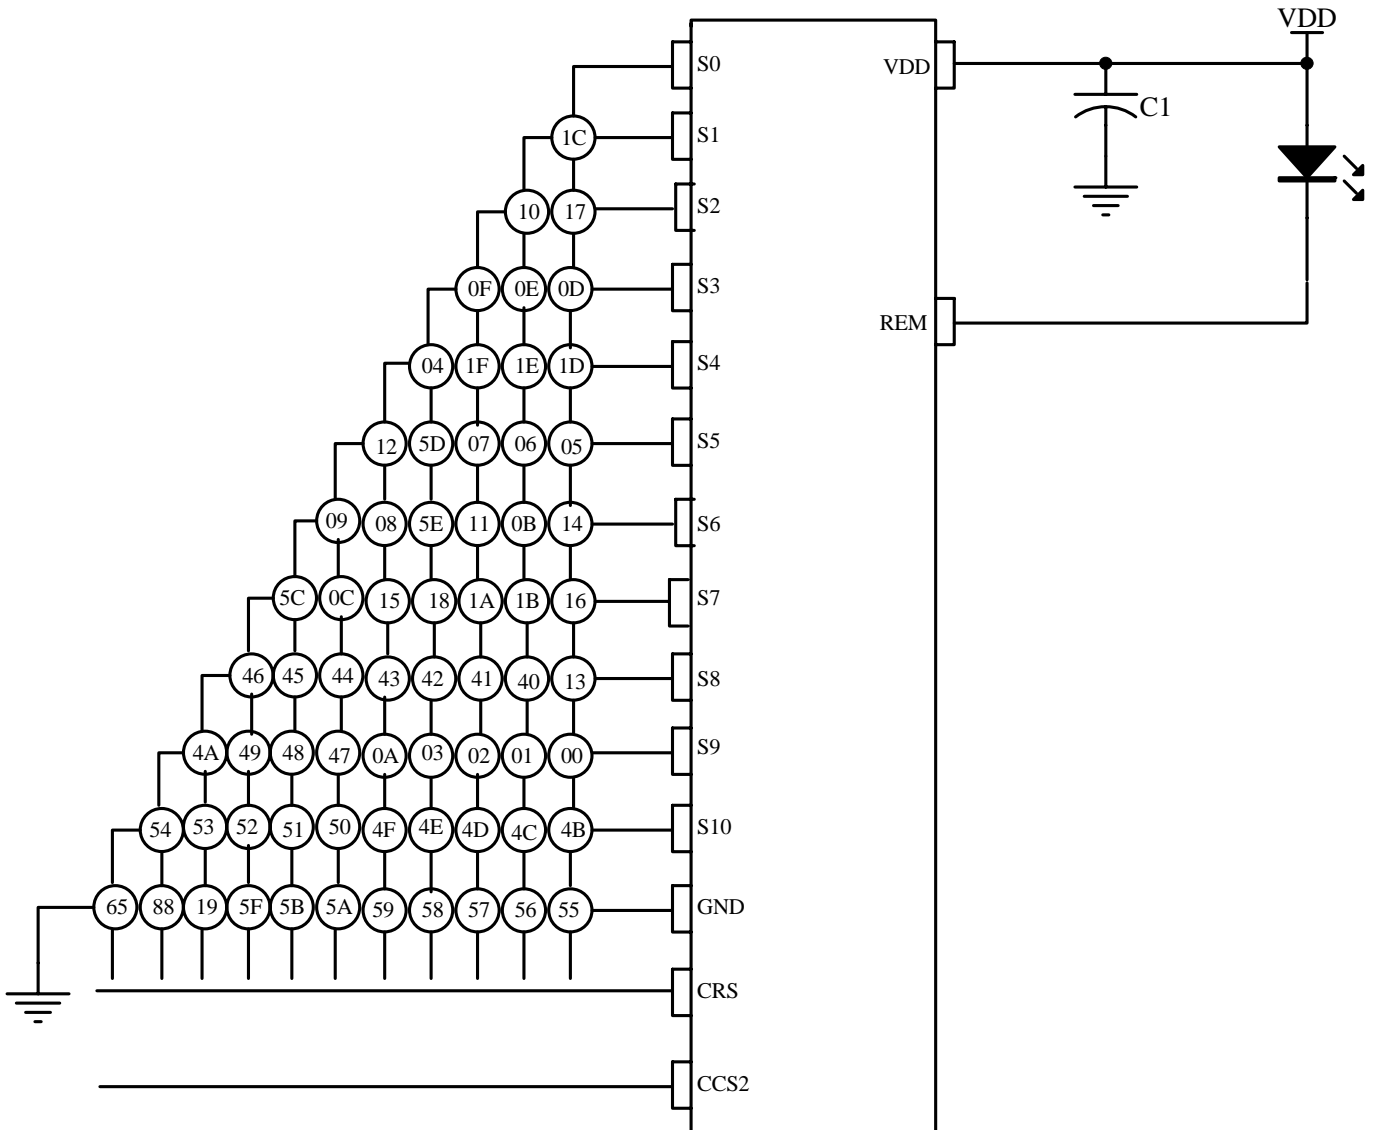 VDD
S0 VDD
C1
1C S1
10 17 S2
0F 0E 0D S3
REM
04 1F 1E 1D S4
12 5D 07 06 05 S5
09 08 5E 11 0B 14 S6
5C 0C 15 18 1A 1B 16 S7
46 45 44 43 42 41 40 13 S8
4A 49 48 47 0A 03 02 01 00 S9
54 53 52 51 50 4F 4E 4D 4C 4B S10
65 88 19 5F 5B 5A 59 58 57 56 55 GND
CRS
CCS2